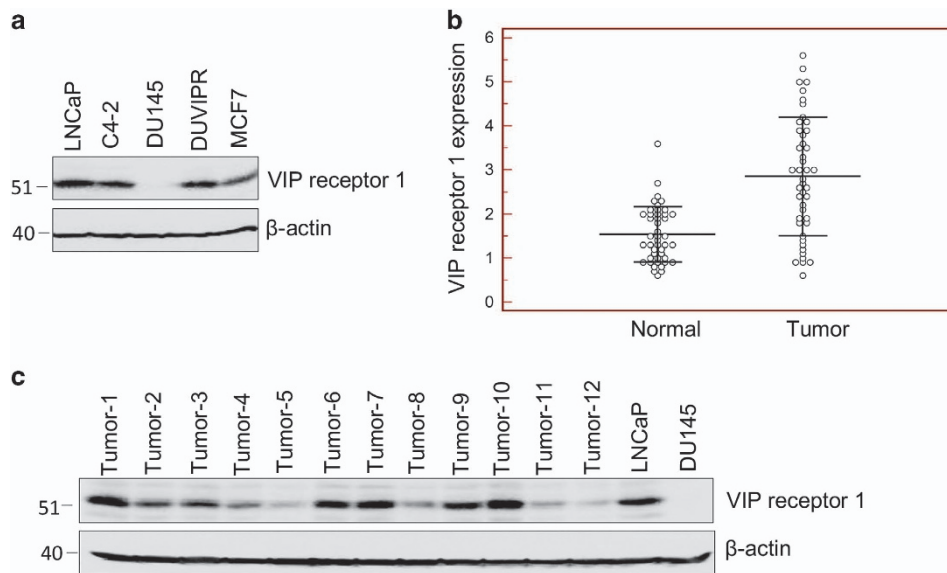 a
LNCaP
C4-2
DU145
DUVIPR
MCF7
51
VIP receptor 1
40
β-actin
b
VIP receptor 1 expression
6
5
4
3
2
1
0
Normal
Tumor
c
Tumor-1
Tumor-2
Tumor-3
Tumor-4
Tumor-5
Tumor-6
Tumor-7
Tumor-8
Tumor-9
Tumor-10
Tumor-11
Tumor-12
LNCaP
DU145
51
VIP receptor 1
40
β-actin